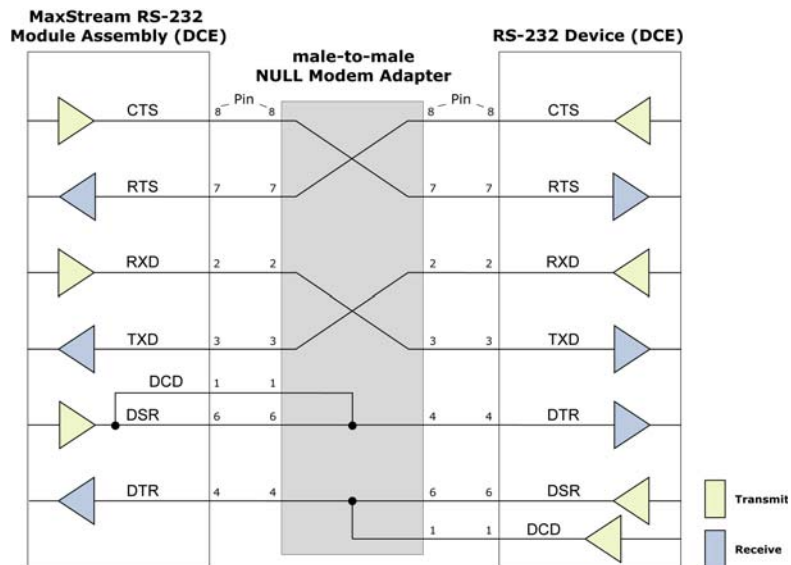 MaxStream RS-232
Module Assembly (DCE)
male-to-male
NULL Modem Adapter
RS-232 Device (DCE)
CTS 8 Pin 8 8 Pin 8 CTS
RTS 7 7 7 7 RTS
RXD 2 2 2 2 RXD
TXD 3 3 3 3 TXD
DCD 1 1
DSR 6 6 4 4 DTR
DTR 4 4 6 6 DSR
1 1 DCD
Transmit
Receive